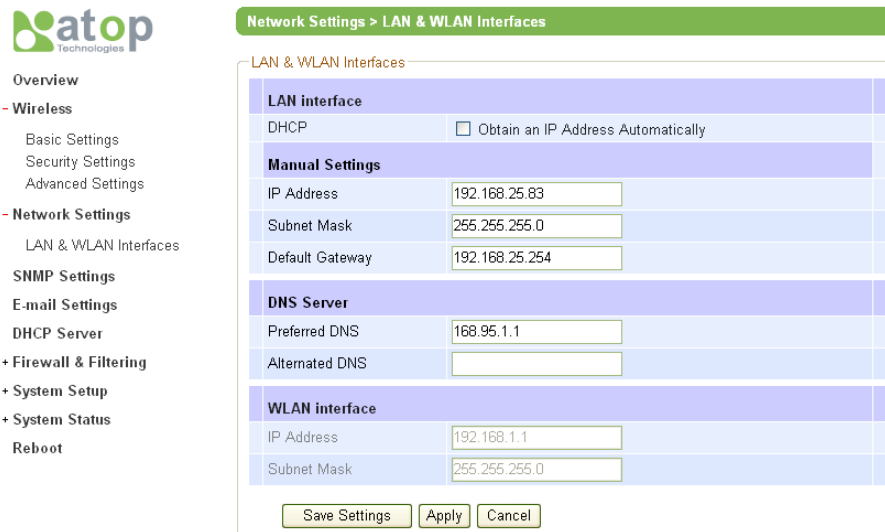 atop
Technologies
Overview
- Wireless
Basic Settings
Security Settings
Advanced Settings
- Network Settings
LAN & WLAN Interfaces
SNMP Settings
E-mail Settings
DHCP Server
+ Firewall & Filtering
+ System Setup
+ System Status
Reboot
Network Settings > LAN & WLAN Interfaces
LAN & WLAN Interfaces
LAN interface
DHCP Obtain an IP Address Automatically
Manual Settings
IP Address 192.168.25.83
Subnet Mask 255.255.255.0
Default Gateway 192.168.25.254
DNS Server
Preferred DNS 168.95.1.1
Alternated DNS
WLAN interface
IP Address 192.168.1.1
Subnet Mask 255.255.255.0
Save Settings Apply Cancel